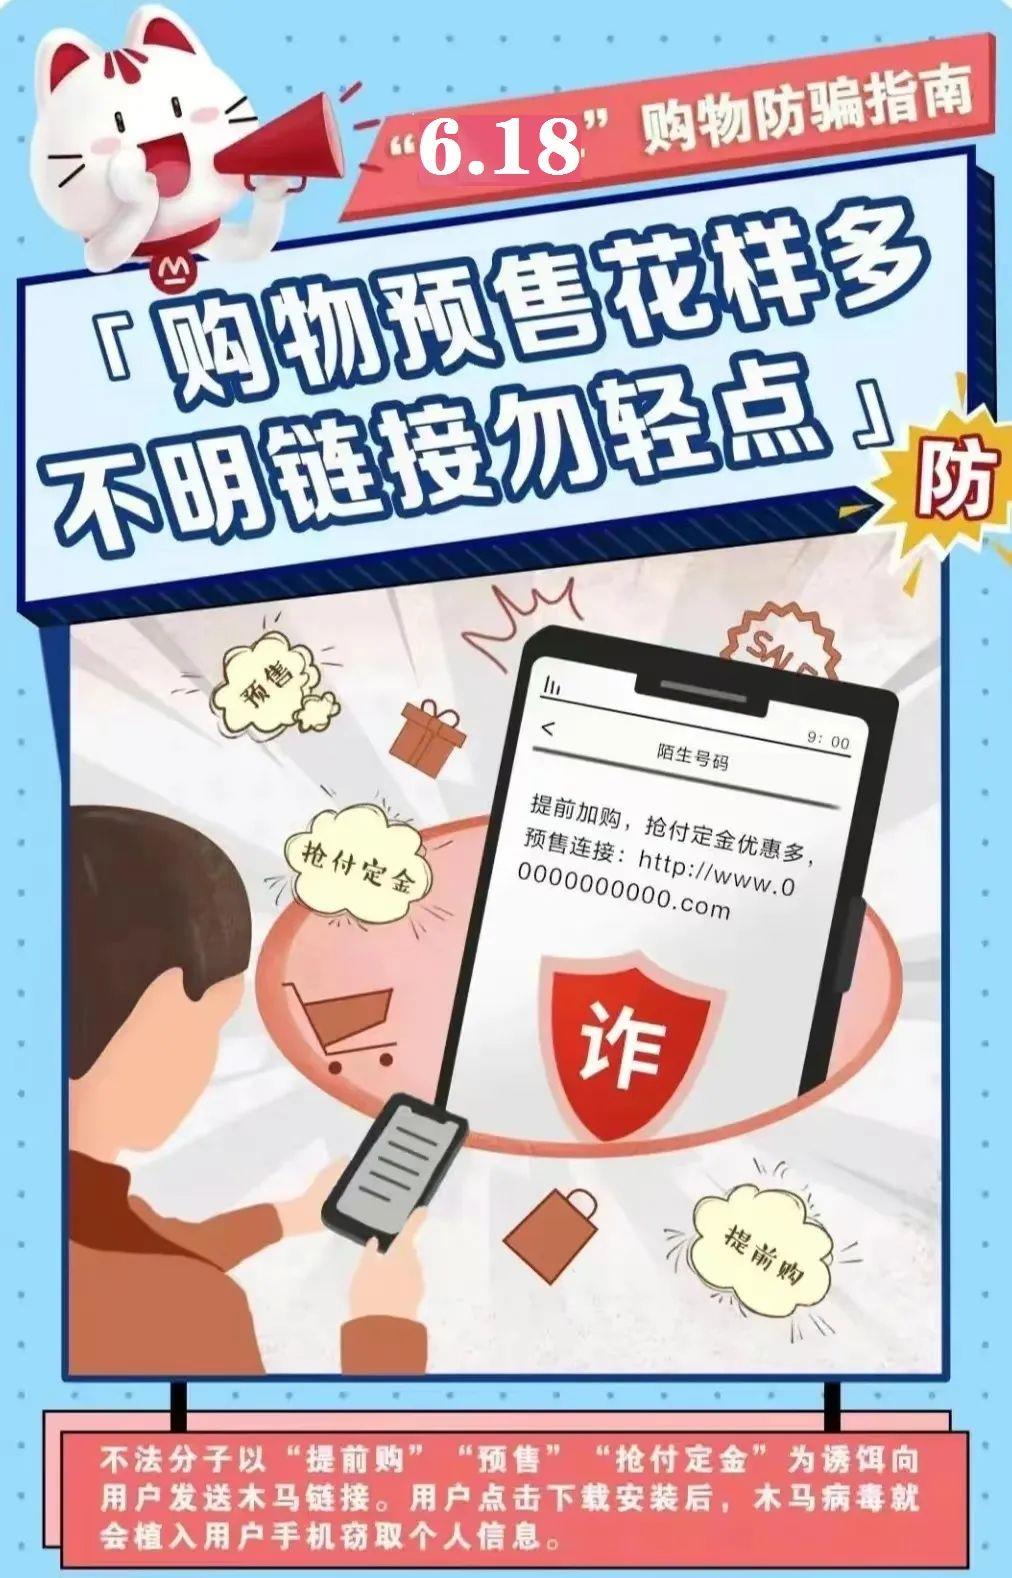 “6.18” 购物防骗指南
「购物预售花样多
不明链接勿轻点」
防
预售
SALE
9：00
<
陌生号码
提前加购，抢付定金优惠多，
预售连接：http://www.0
0000000000.com
抢付定金
诈
提前购
不法分子以“提前购”“预售”“抢付定金”为诱饵向
用户发送木马链接。用户点击下载安装后，木马病毒就
会植入用户手机窃取个人信息。